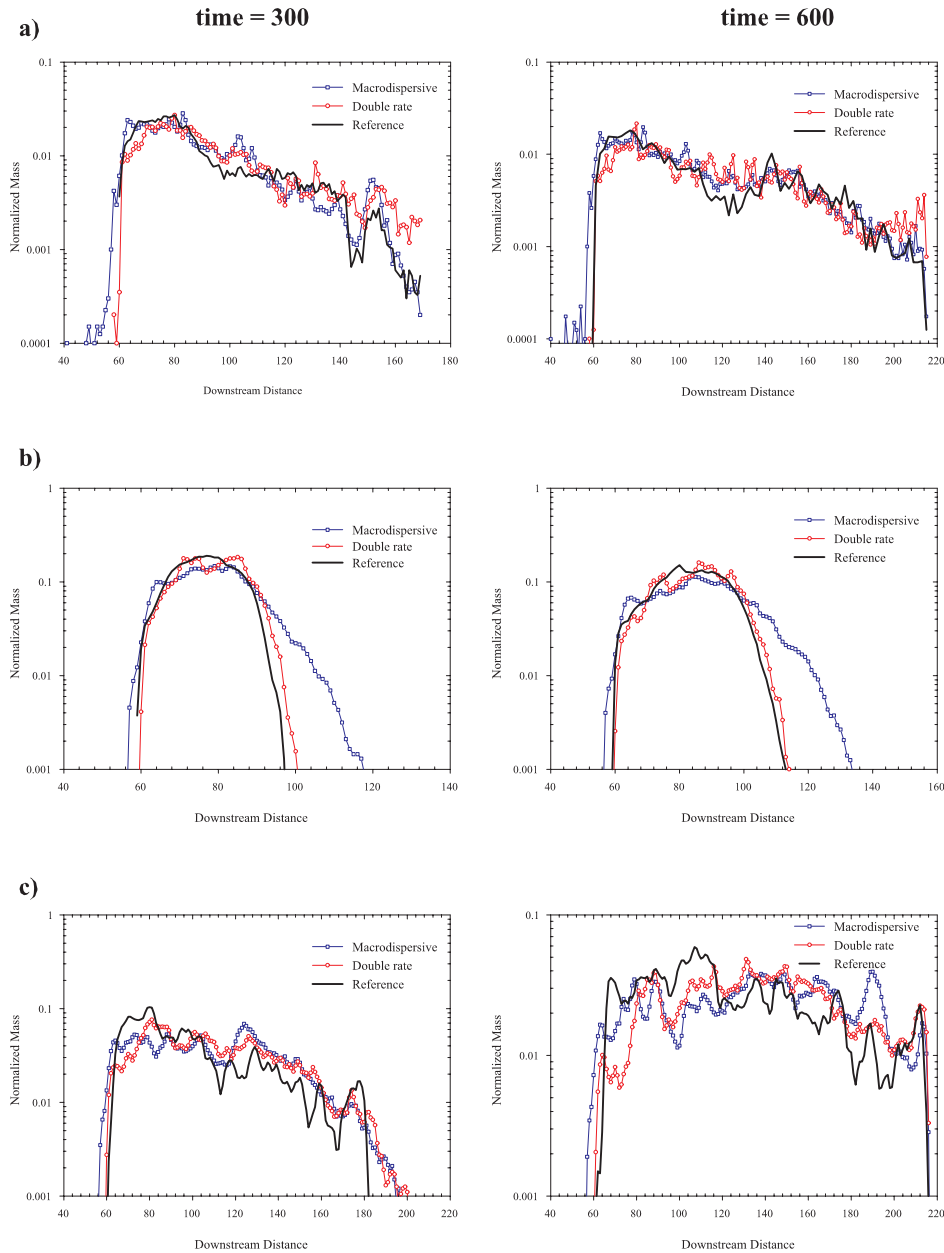 time = 300
time = 600
a)
0.1
0.01
0.001
0.0001
Normalized Mass
Macrodispersive
Double rate
Reference
40 60 80 100 120 140 160 180
Downstream Distance
0.1
0.01
0.001
0.0001
Normalized Mass
Macrodispersive
Double rate
Reference
40 60 80 100 120 140 160 180 200 220
Downstream Distance
b)
1
0.1
0.01
0.001
Normalized Mass
Macrodispersive
Double rate
Reference
40 60 80 100 120 140
Downstream Distance
1
0.1
0.01
0.001
Normalized Mass
Macrodispersive
Double rate
Reference
40 60 80 100 120 140 160
Downstream Distance
c)
1
0.1
0.01
0.001
Normalized Mass
Macrodispersive
Double rate
Reference
40 60 80 100 120 140 160 180 200 220
Downstream Distance
0.1
0.01
0.001
Normalized Mass
Macrodispersive
Double rate
Reference
40 60 80 100 120 140 160 180 200 220
Downstream Distance